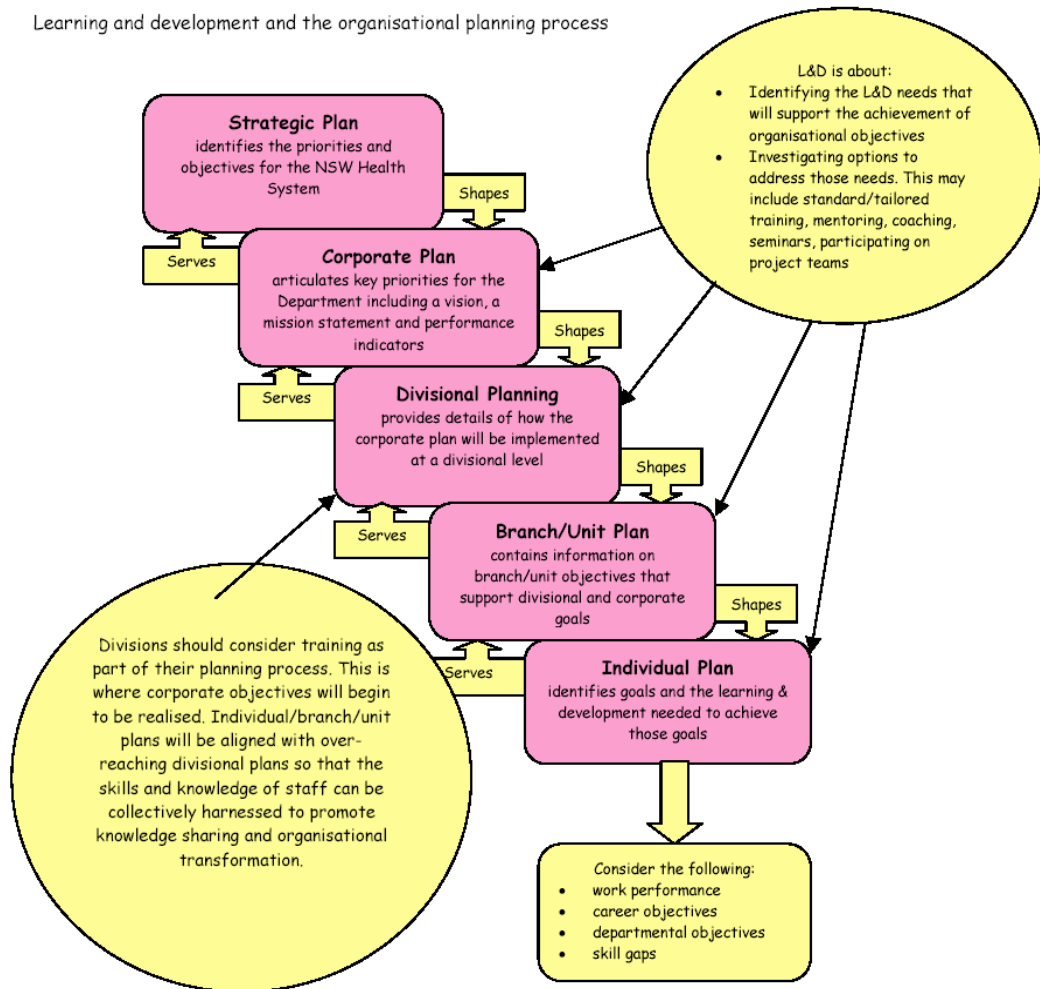 Learning and development and the organisational planning process
L&D is about:
• Identifying the L&D needs that
will support the achievement of
organisational objectives
• Investigating options to
address those needs. This may
include standard/tailored
training, mentoring, coaching,
seminars, participating on
project teams
Strategic Plan
identifies the priorities and
objectives for the NSW Health
System
Shapes
Serves
Corporate Plan
articulates key priorities for the
Department including a vision, a
mission statement and performance
indicators
Shapes
Serves
Divisional Planning
provides details of how the
corporate plan will be implemented
at a divisional level
Shapes
Serves
Branch/Unit Plan
contains information on
branch/unit objectives that
support divisional and corporate
goals
Shapes
Serves
Individual Plan
identifies goals and the learning &
development needed to achieve
those goals
Divisions should consider training as
part of their planning process. This is
where corporate objectives will begin
to be realised. Individual/branch/unit
plans will be aligned with over-
reaching divisional plans so that the
skills and knowledge of staff can be
collectively harnessed to promote
knowledge sharing and organisational
transformation.
Consider the following:
• work performance
• career objectives
• departmental objectives
• skill gaps